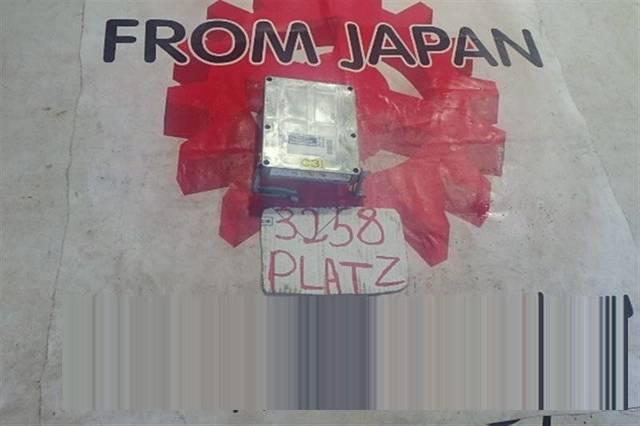 FROM JAPAN
C31
3258
PLATZ